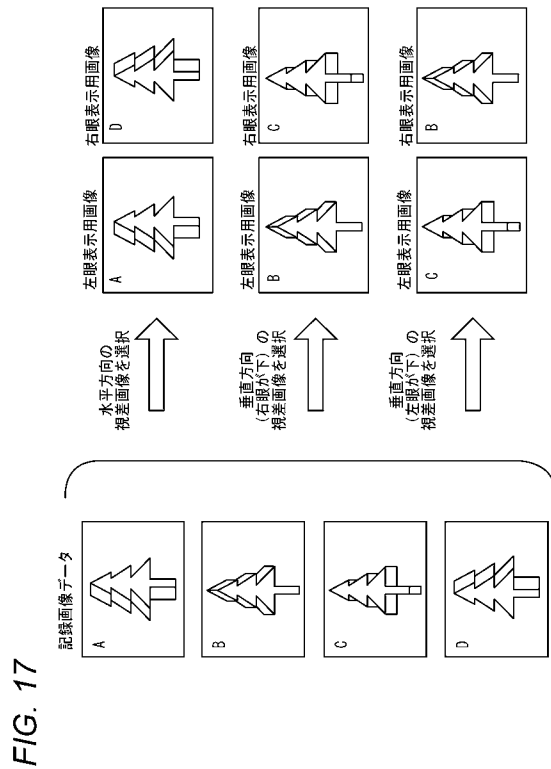 FIG. 17
記録画像データ
A
B
C
D
水平方向の
視差画像を選択
左眼表示用画像
A
右眼表示用画像
D
垂直方向
(右眼が下)の
視差画像を選択
左眼表示用画像
B
右眼表示用画像
C
垂直方向
(左眼が下)の
視差画像を選択
左眼表示用画像
C
右眼表示用画像
B